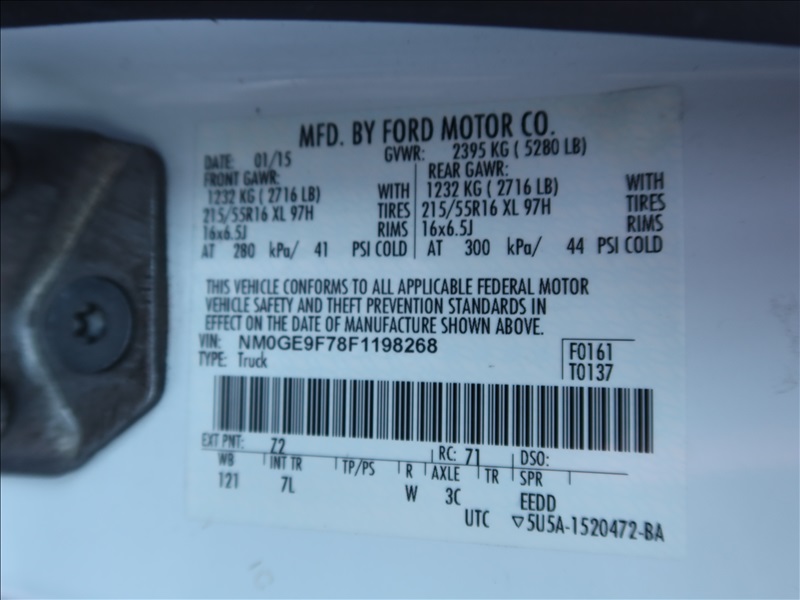 MFD. BY FORD MOTOR CO.
DATE: 01/15 GVWR: 2395 KG ( 5280 LB)
FRONT GAWR: REAR GAWR:
1232 KG ( 2716 LB) WITH 1232 KG ( 2716 LB) WITH
215/55R16 XL 97H TIRES 215/55R16 XL 97H TIRES
16x6.5J RIMS 16x6.5J RIMS
AT 280 kPa/ 41 PSI COLD AT 300 kPa/ 44 PSI COLD
THIS VEHICLE CONFORMS TO ALL APPLICABLE FEDERAL MOTOR
VEHICLE SAFETY AND THEFT PREVENTION STANDARDS IN
EFFECT ON THE DATE OF MANUFACTURE SHOWN ABOVE.
VIN: NM0GE9F78F1198268 F0161
TYPE: Truck T0137
EXT PNT: Z2 RC: 71 DSO:
WB INT TR TP/PS R AXLE TR SPR
121 7L W 3C EEDD
UTC ▽5U5A-1520472-BA